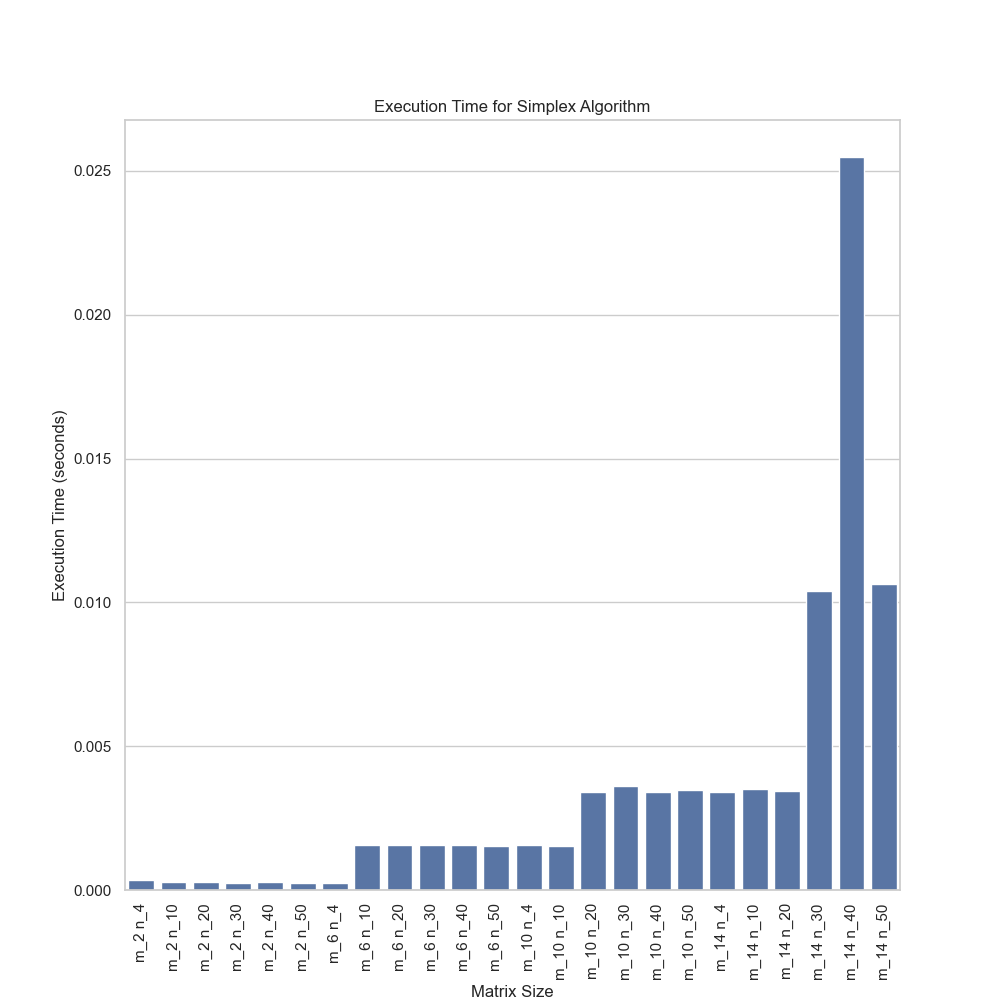 Execution Time for Simplex Algorithm
Execution Time (seconds)
0.025
0.020
0.015
0.010
0.005
0.000
m_2 n_4
m_2 n_10
m_2 n_20
m_2 n_30
m_2 n_40
m_2 n_50
m_6 n_4
m_6 n_10
m_6 n_20
m_6 n_30
m_6 n_40
m_6 n_50
m_10 n_4
m_10 n_10
m_10 n_20
m_10 n_30
m_10 n_40
m_10 n_50
m_14 n_4
m_14 n_10
m_14 n_20
m_14 n_30
m_14 n_40
m_14 n_50
Matrix Size